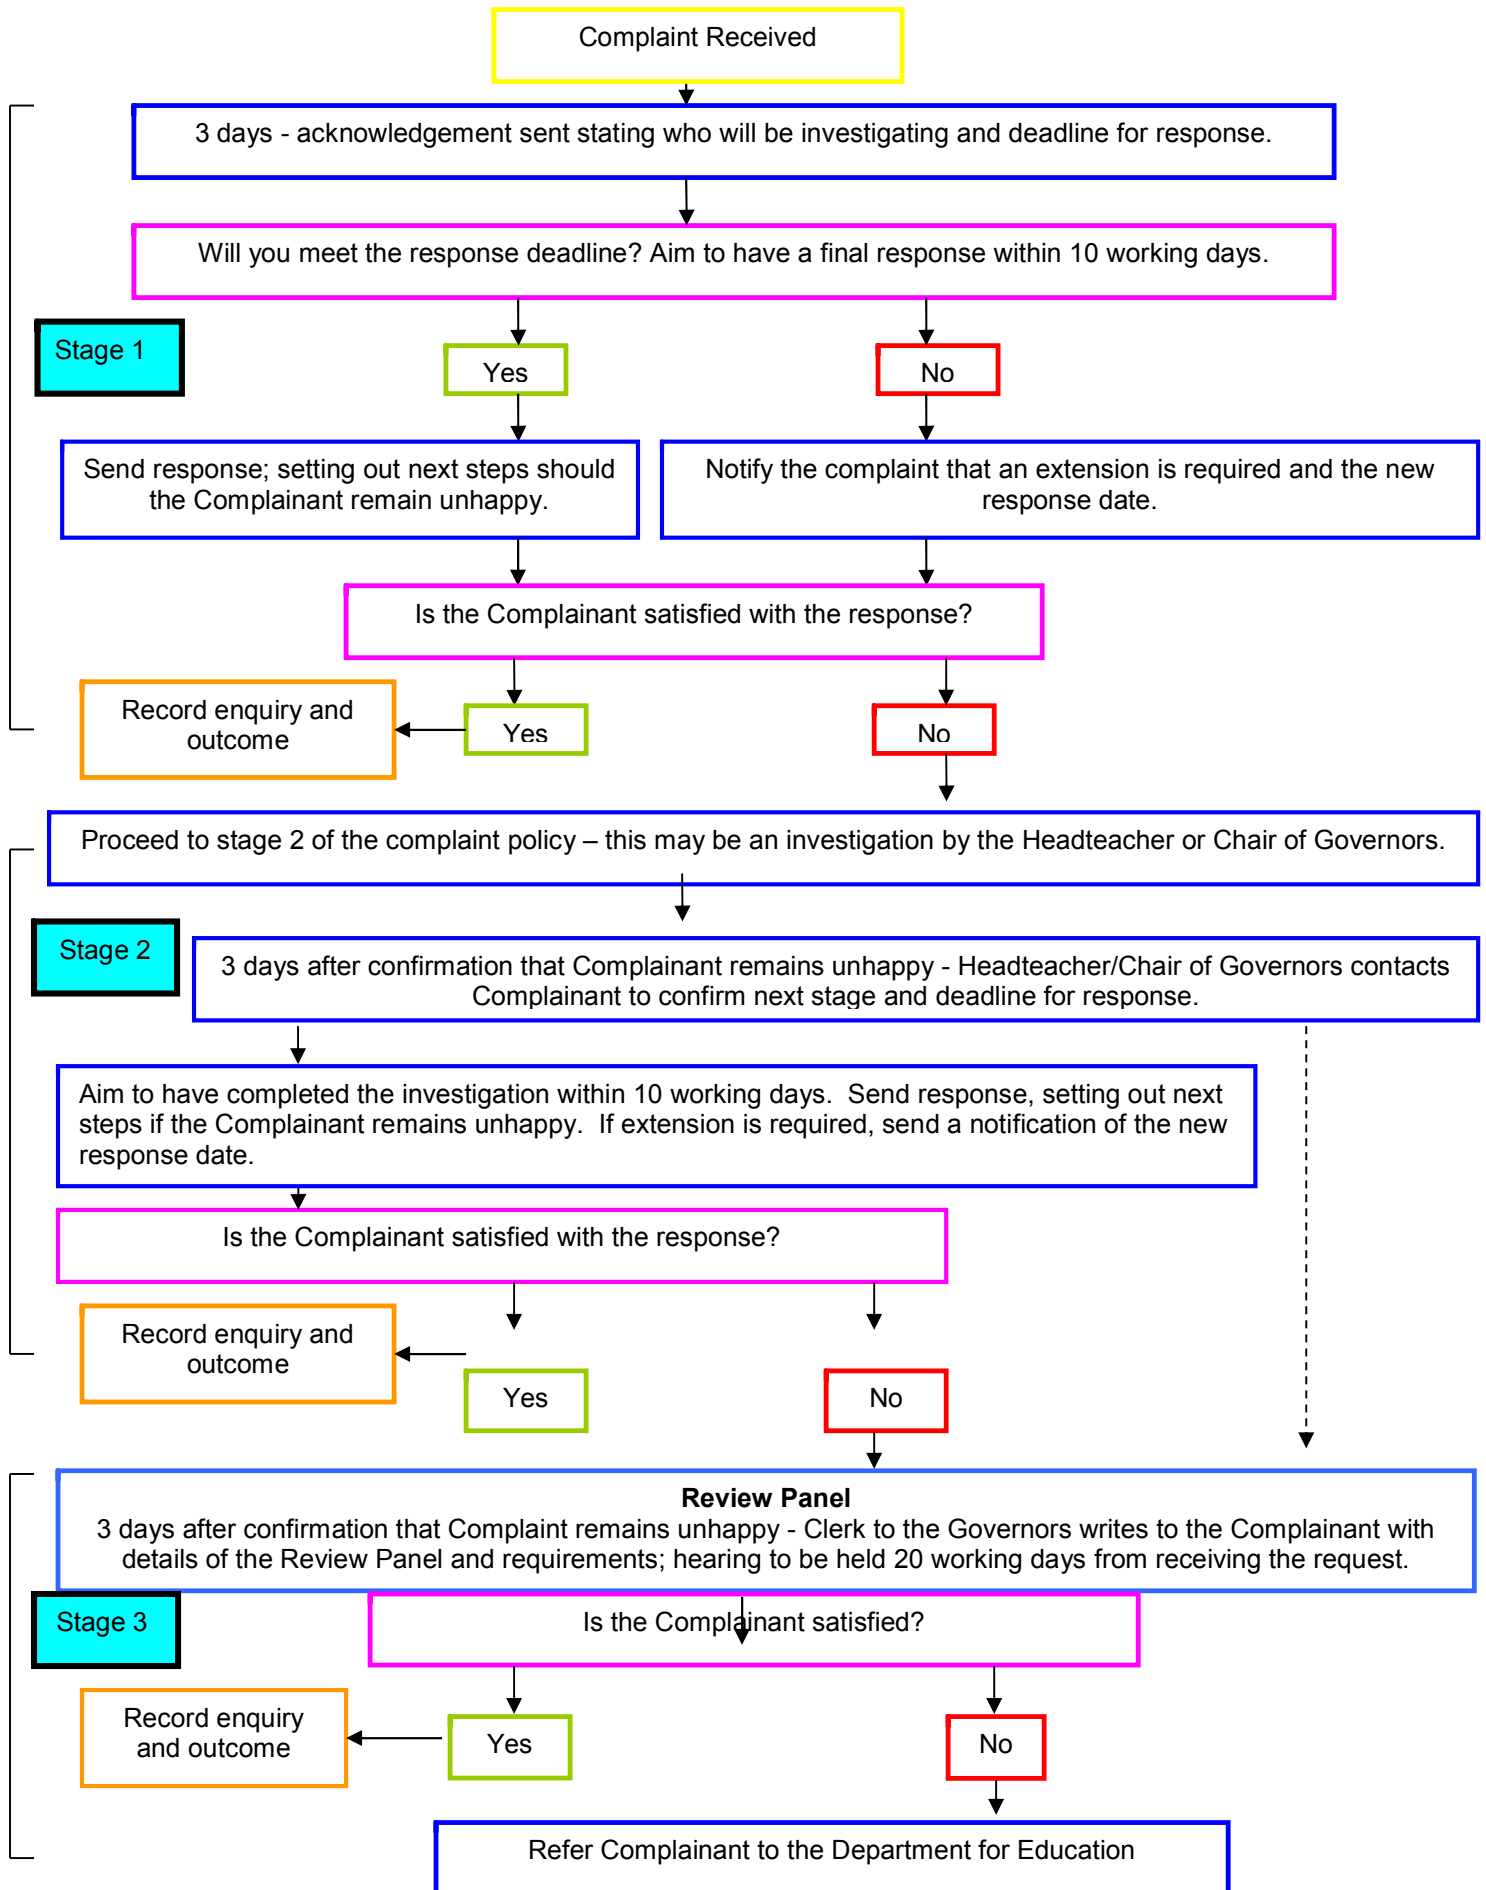 Complaint Received
3 days - acknowledgement sent stating who will be investigating and deadline for response.
Will you meet the response deadline? Aim to have a final response within 10 working days.
Stage 1
Yes
No
Send response; setting out next steps should
the Complainant remain unhappy.
Notify the complaint that an extension is required and the new
response date.
Is the Complainant satisfied with the response?
Record enquiry and
outcome
Yes
No
Proceed to stage 2 of the complaint policy – this may be an investigation by the Headteacher or Chair of Governors.
Stage 2
3 days after confirmation that Complainant remains unhappy - Headteacher/Chair of Governors contacts
Complainant to confirm next stage and deadline for response.
Aim to have completed the investigation within 10 working days.  Send response, setting out next
steps if the Complainant remains unhappy.  If extension is required, send a notification of the new
response date.
Is the Complainant satisfied with the response?
Record enquiry and
outcome
Yes
No
Review Panel
3 days after confirmation that Complaint remains unhappy - Clerk to the Governors writes to the Complainant with
details of the Review Panel and requirements; hearing to be held 20 working days from receiving the request.
Stage 3
Is the Complainant satisfied?
Record enquiry
and outcome
Yes
No
Refer Complainant to the Department for Education